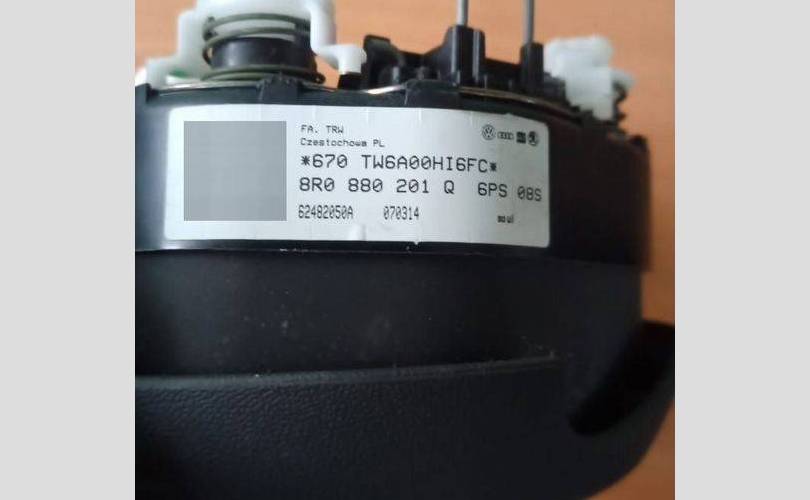 FA. TRW
Czestochowa PL
*670 TW6A00HI6FC*
8R0 880 201 Q 6PS 08S
62482050A 070314